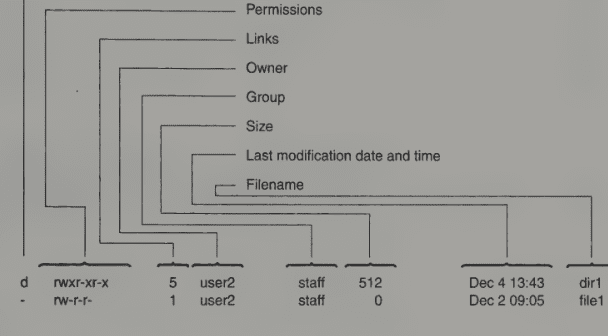 Permissions
Links
Owner
Group
Size
Last modification date and time
Filename
d rwxr-xr-x 5 user2 staff 512 Dec 4 13:43 dir1
- rw-r-r- 1 user2 staff 0 Dec 2 09:05 file1